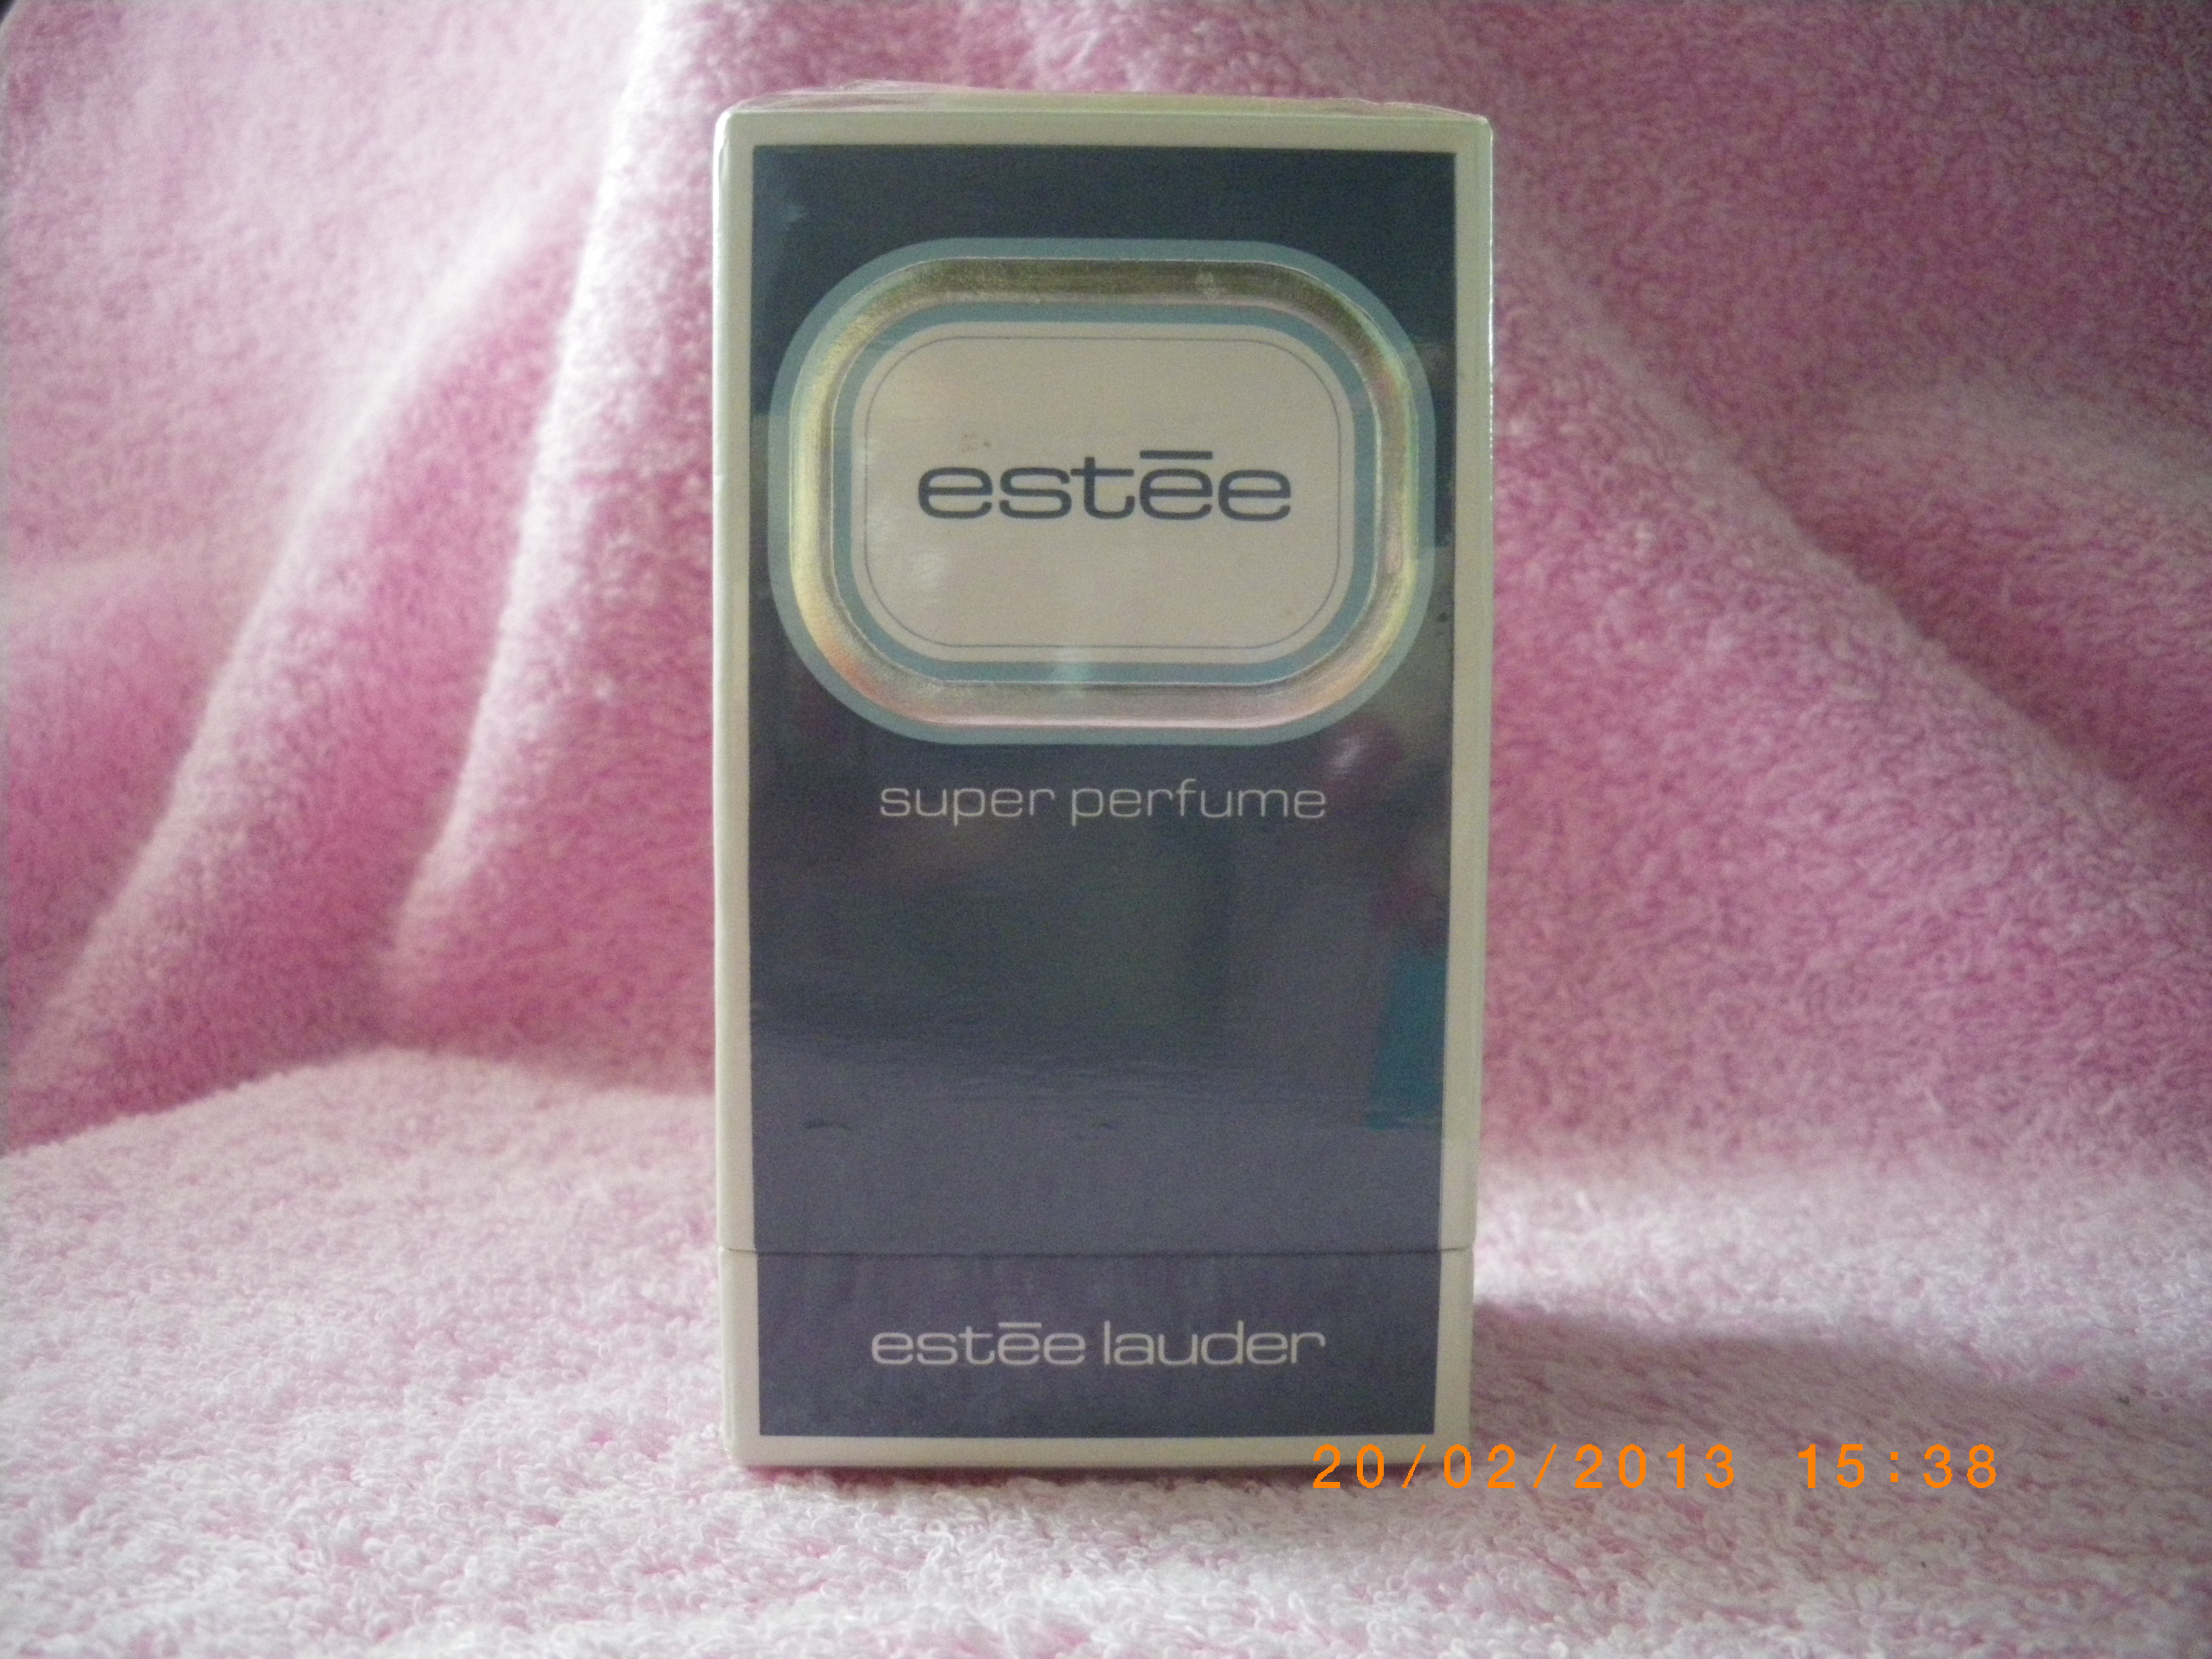 estēe
super perfume
estēe lauder
20/02/2013 15:38